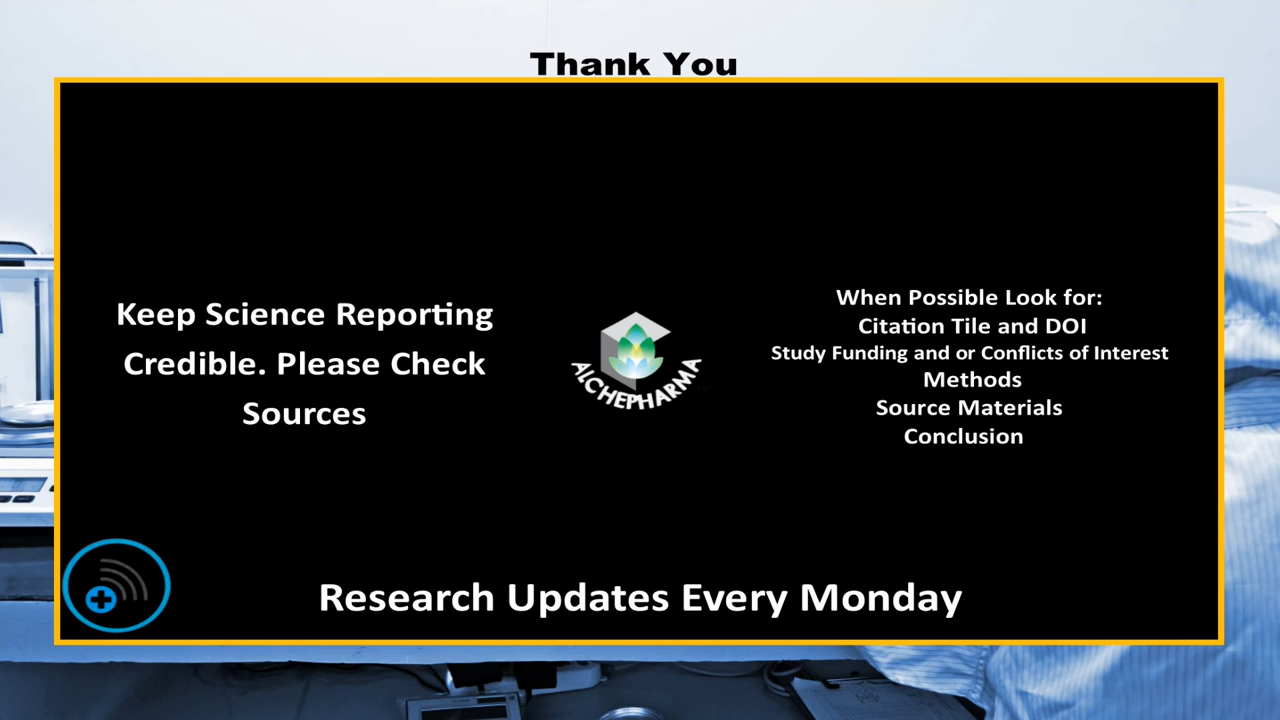 Thank You
Keep Science Reporting
Credible. Please Check
Sources
ALCHEPHARMA
When Possible Look for:
Citation Tile and DOI
Study Funding and or Conflicts of Interest
Methods
Source Materials
Conclusion
Research Updates Every Monday